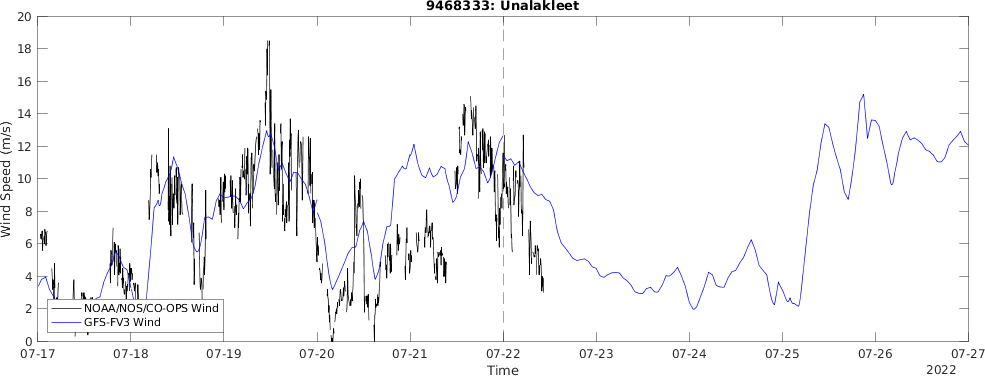 9468333: Unalakleet
Wind Speed (m/s)
20
18
16
14
12
10
8
6
4
2
0
NOAA/NOS/CO-OPS Wind
GFS-FV3 Wind
07-17 07-18 07-19 07-20 07-21 07-22 07-23 07-24 07-25 07-26 07-27
Time
2022